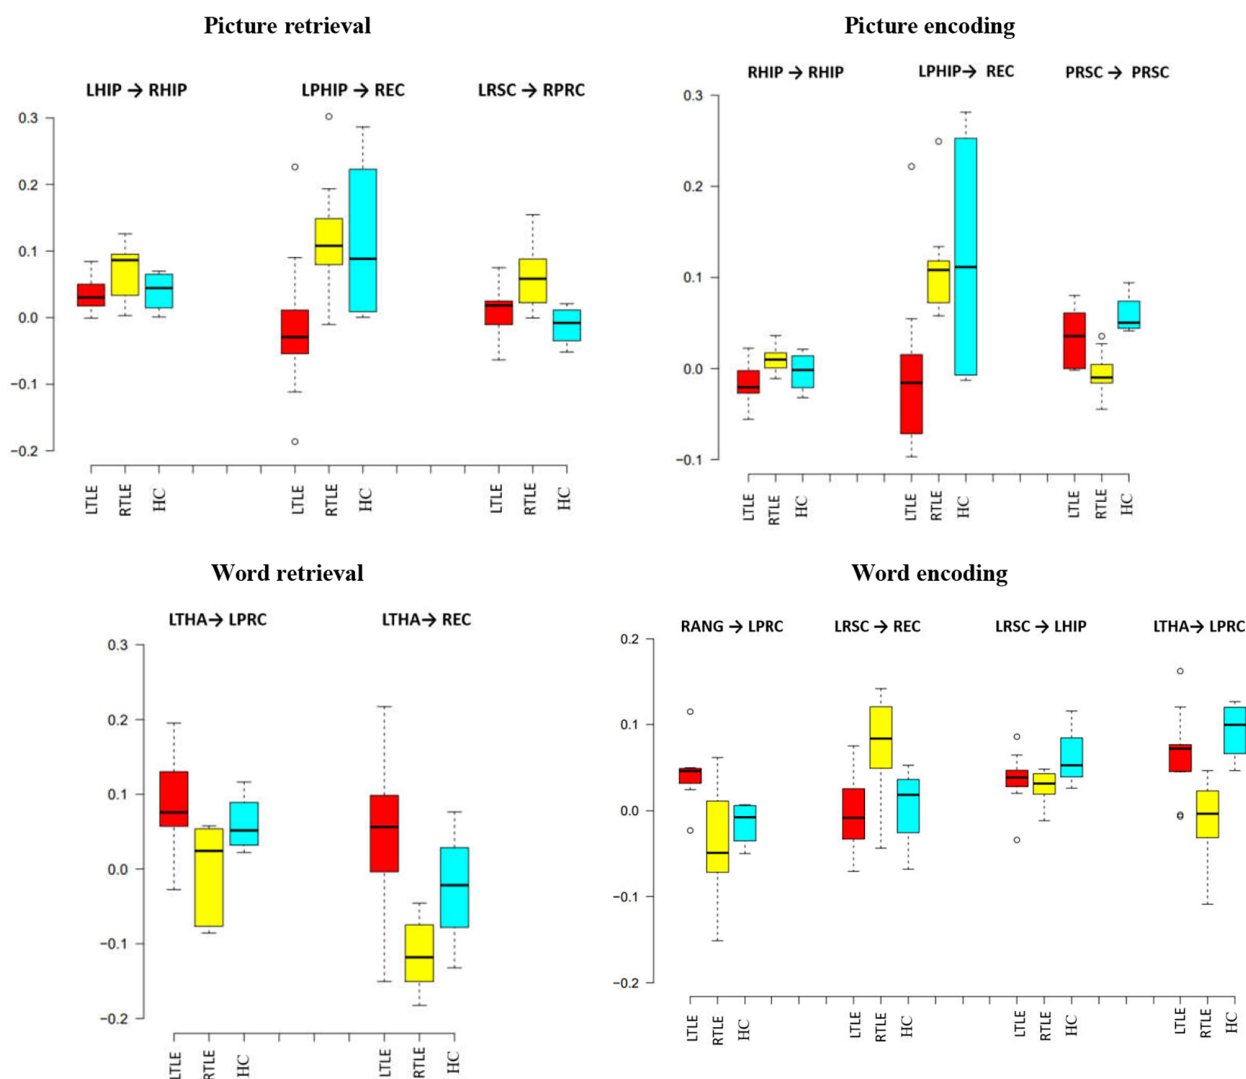 Picture retrieval
LHIP → RHIP LPHIP → REC LRSC → RPRC
0.3
0.2
0.1
0.0
−0.1
−0.2
LTLE RTLE HC LTLE RTLE HC LTLE RTLE HC
Picture encoding
RHIP → RHIP LPHIP → REC PRSC → PRSC
0.3
0.2
0.1
0.0
−0.1
LTLE RTLE HC LTLE RTLE HC LTLE RTLE HC
Word retrieval
LTHA → LPRC LTHA → REC
0.3
0.2
0.1
0.0
−0.1
−0.2
LTLE RTLE HC LTLE RTLE HC
Word encoding
RANG → LPRC LRSC → REC LRSC → LHIP LTHA → LPRC
0.2
0.1
0.0
−0.1
−0.2
LTLE RTLE HC LTLE RTLE HC LTLE RTLE HC LTLE RTLE HC